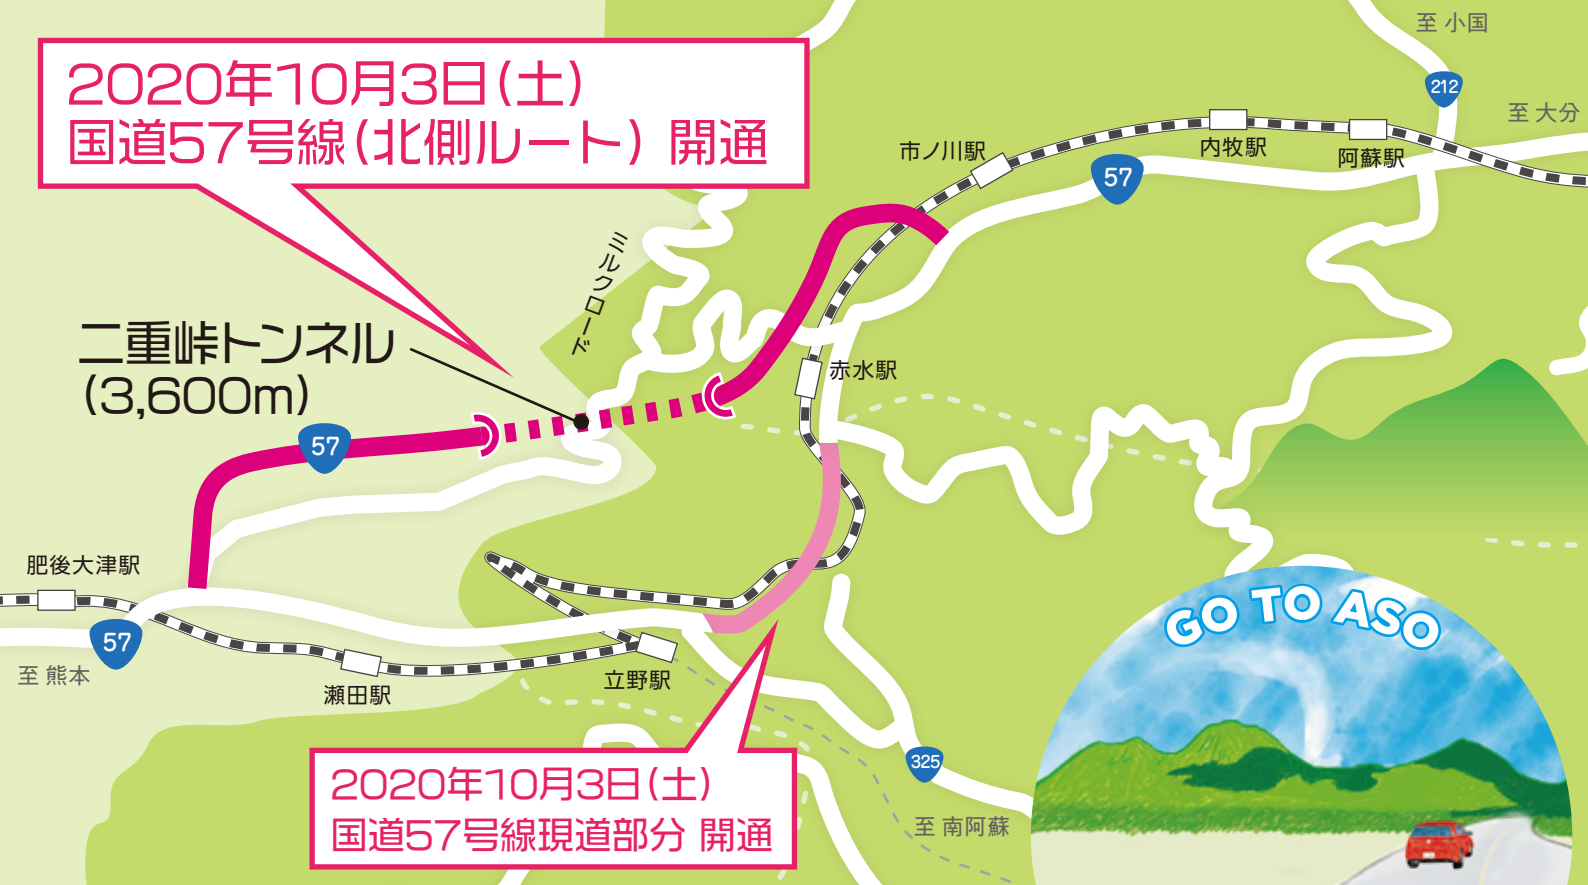 2020年10月3日(土)
国道57号線(北側ルート) 開通
至 小国
212
至 大分
市ノ川駅
内牧駅
阿蘇駅
57
ミルクロード
二重峠トンネル
(3,600m)
赤水駅
57
肥後大津駅
57
至 熊本
瀬田駅
立野駅
GO TO ASO
2020年10月3日(土)
国道57号線現道部分 開通
325
至 南阿蘇